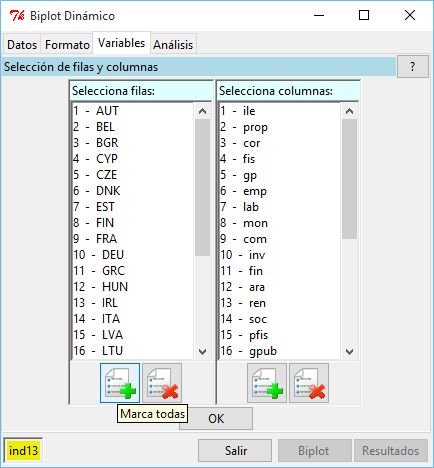 Biplot Dinámico
Datos Formato Variables Análisis
Selección de filas y columnas ?
Selecciona filas:
1 - AUT
2 - BEL
3 - BGR
4 - CYP
5 - CZE
6 - DNK
7 - EST
8 - FIN
9 - FRA
10 - DEU
11 - GRC
12 - HUN
13 - IRL
14 - ITA
15 - LVA
16 - LTU
Selecciona columnas:
1 - ile
2 - prop
3 - cor
4 - fis
5 - gp
6 - emp
7 - lab
8 - mon
9 - com
10 - inv
11 - fin
12 - ara
13 - ren
14 - soc
15 - pfis
16 - gpub
Marca todas
OK
ind13 Salir Biplot Resultados